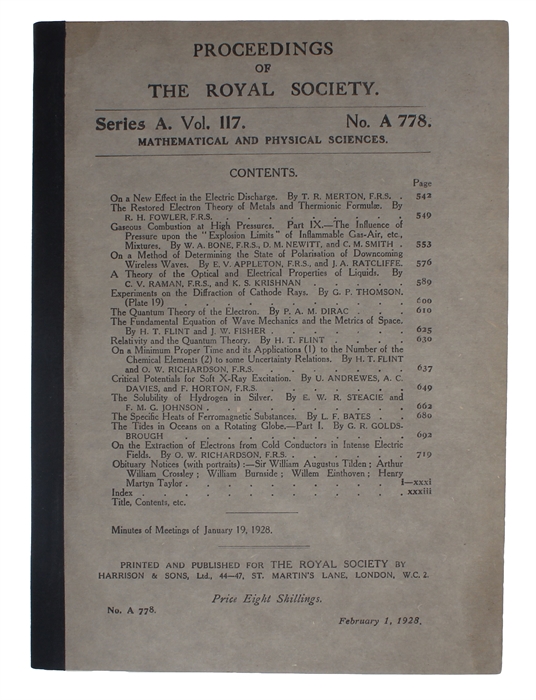 PROCEEDINGS
OF
THE ROYAL SOCIETY.
Series A. Vol. 117. No. A 778.
MATHEMATICAL AND PHYSICAL SCIENCES.
CONTENTS.
Page
On a New Effect in the Electric Discharge. By T. R. MERTON, F.R.S. . 542
The Restored Electron Theory of Metals and Thermionic Formulæ. By
R. H. FOWLER, F.R.S. . . . . . . . . 549
Gaseous Combustion at High Pressures. Part IX.—The Influence of
Pressure upon the "Explosion Limits" of Inflammable Gas-Air, etc.,
Mixtures. By W. A. BONE, F.R.S., D. M. NEWITT, and C. M. SMITH . 553
On a Method of Determining the State of Polarisation of Downcoming
Wireless Waves. By E. V. APPLETON, F.R.S., and J. A. RATCLIFFE. 576
A Theory of the Optical and Electrical Properties of Liquids. By
C. V. RAMAN, F.R.S., and K. S. KRISHNAN . . . . . 589
Experiments on the Diffraction of Cathode Rays. By G. P. THOMSON.
(Plate 19) . . . . . . . . . 600
The Quantum Theory of the Electron. By P. A. M. DIRAC . . . 610
The Fundamental Equation of Wave Mechanics and the Metrics of Space.
By H. T. FLINT and J. W. FISHER . . . . . . 625
Relativity and the Quantum Theory. By H. T. FLINT . . . . 630
On a Minimum Proper Time and its Applications (1) to the Number of the
Chemical Elements (2) to some Uncertainty Relations. By H. T. FLINT
and O. W. RICHARDSON, F.R.S. . . . . . . 637
Critical Potentials for Soft X-Ray Excitation. By U. ANDREWES, A. C.
DAVIES, and F. HORTON, F.R.S. . . . . . . 649
The Solubility of Hydrogen in Silver. By E. W. R. STEACIE and
F. M. G. JOHNSON . . . . . . . . 662
The Specific Heats of Ferromagnetic Substances. By L. F. BATES . . 680
The Tides in Oceans on a Rotating Globe.—Part I. By G. R. GOLDS-
BROUGH . . . . . . . . . 692
On the Extraction of Electrons from Cold Conductors in Intense Electric
Fields. By O. W. RICHARDSON, F.R.S. . . . . . 719
Obituary Notices (with portraits) :—Sir William Augustus Tilden ; Arthur
William Crossley ; William Burnside ; Willem Einthoven ; Henry
Martyn Taylor . . . . . . . . . i—xxxi
Index . . . . . . . . . . xxxiii
Title, Contents, etc.
Minutes of Meetings of January 19, 1928.
PRINTED AND PUBLISHED FOR THE ROYAL SOCIETY BY
HARRISON & SONS, Ltd., 44—47, ST. MARTIN'S LANE, LONDON, W.C. 2.
Price Eight Shillings.
No. A 778.
February 1, 1928.